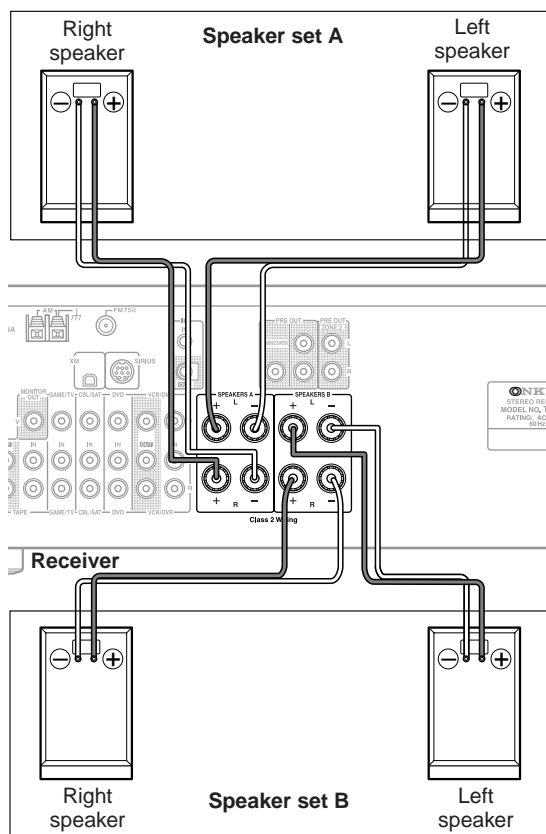 Right
speaker
Speaker set A
Left
speaker
− +
− +
AM
FM 75Ω
XM
SIRIUS
PRE OUT
PRE OUT
ZONE 2
SUBWOOFER
L
R
MONITOR
OUT
GAME/TV CBL/SAT DVD VCR/DVR
V
IN IN IN OUT IN
R
TAPE GAME/TV CBL/SAT DVD VCR/DVR
SPEAKERS A
L
SPEAKERS B
L
+ − + −
+ − + −
R R
Class 2 Wiring
STEREO
MODEL NO.
RATING: AC
60 Hz
Receiver
− +
− +
Right
speaker
Speaker set B
Left
speaker